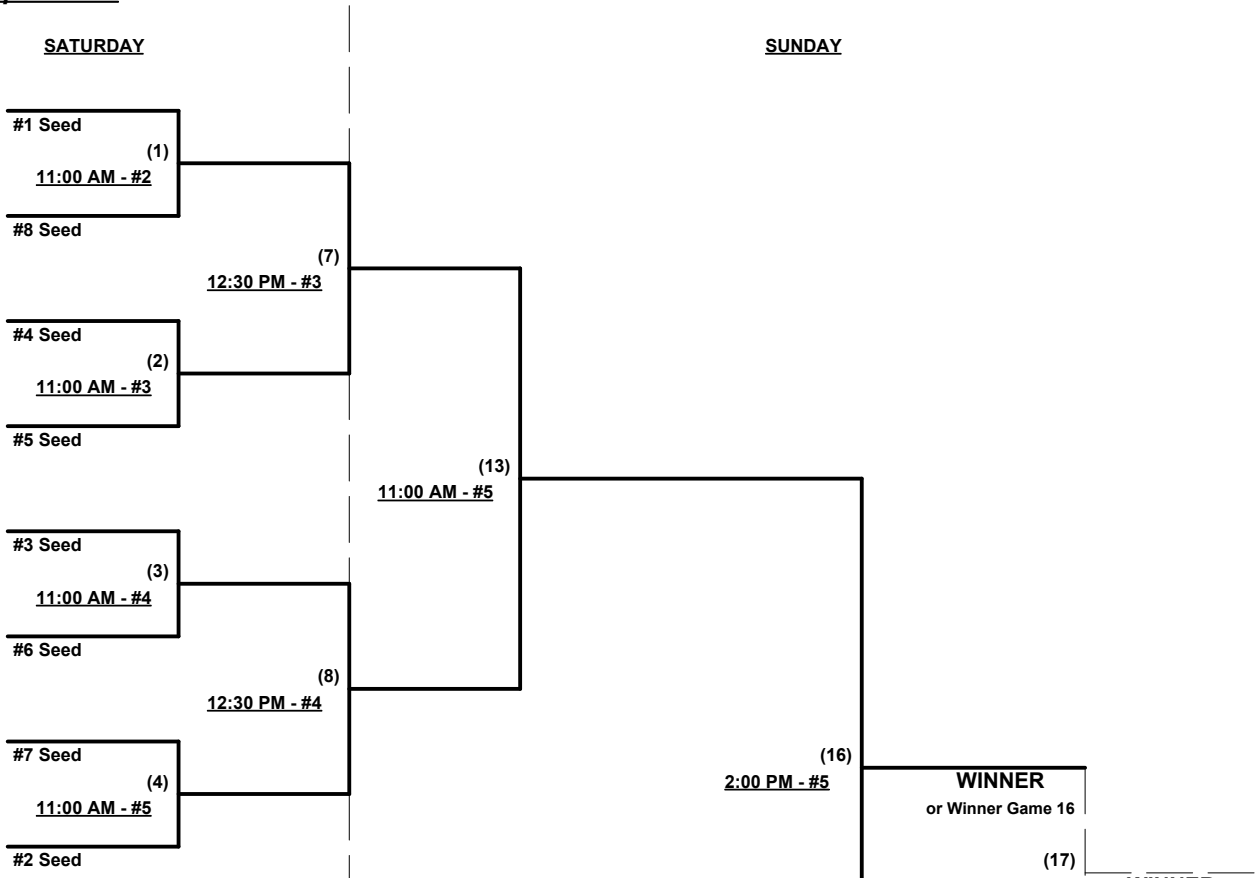 SATURDAY
SUNDAY
#1 Seed
(1)
11:00 AM - #2
#8 Seed
(7)
12:30 PM - #3
#4 Seed
(2)
11:00 AM - #3
#5 Seed
(13)
11:00 AM - #5
#3 Seed
(3)
11:00 AM - #4
#6 Seed
(8)
12:30 PM - #4
#7 Seed
(4)
11:00 AM - #5
#2 Seed
(16)
2:00 PM - #5
WINNER
or Winner Game 16
(17)